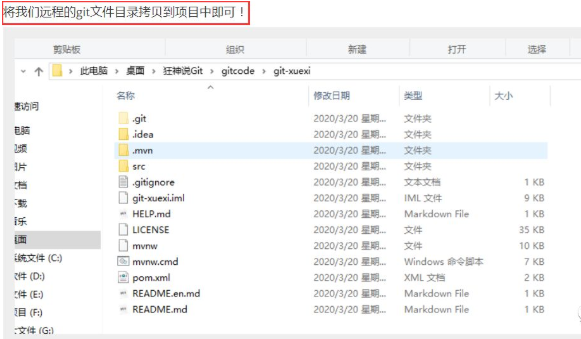 将我们远程的git文件目录拷贝到项目中即可！
剪贴板 组织 新建 打开 选择
此电脑 > 桌面 > 狂神说Git > gitcode > git-xuexi
名称 修改日期 类型 大小
速访问
.git 2020/3/20 星期... 文件夹
电脑
.idea 2020/3/20 星期... 文件夹
视频
.mvn 2020/3/20 星期... 文件夹
图片
src 2020/3/20 星期... 文件夹
文档
.gitignore 2020/3/20 星期... 文本文档 1 KB
下载
git-xuexi.iml 2020/3/20 星期... IML 文件 9 KB
音乐
HELP.md 2020/3/20 星期... Markdown File 1 KB
LICENSE 2020/3/20 星期... 文件 35 KB
桌面
mvnw 2020/3/20 星期... 文件 10 KB
系统文件 (C:)
mvnw.cmd 2020/3/20 星期... Windows 命令脚本 7 KB
文件 (D:)
pom.xml 2020/3/20 星期... XML 文档 2 KB
文件 (E:)
README.en.md 2020/3/20 星期... Markdown File 1 KB
项目 (F:)
README.md 2020/3/20 星期... Markdown File 1 KB
文件 (G:)